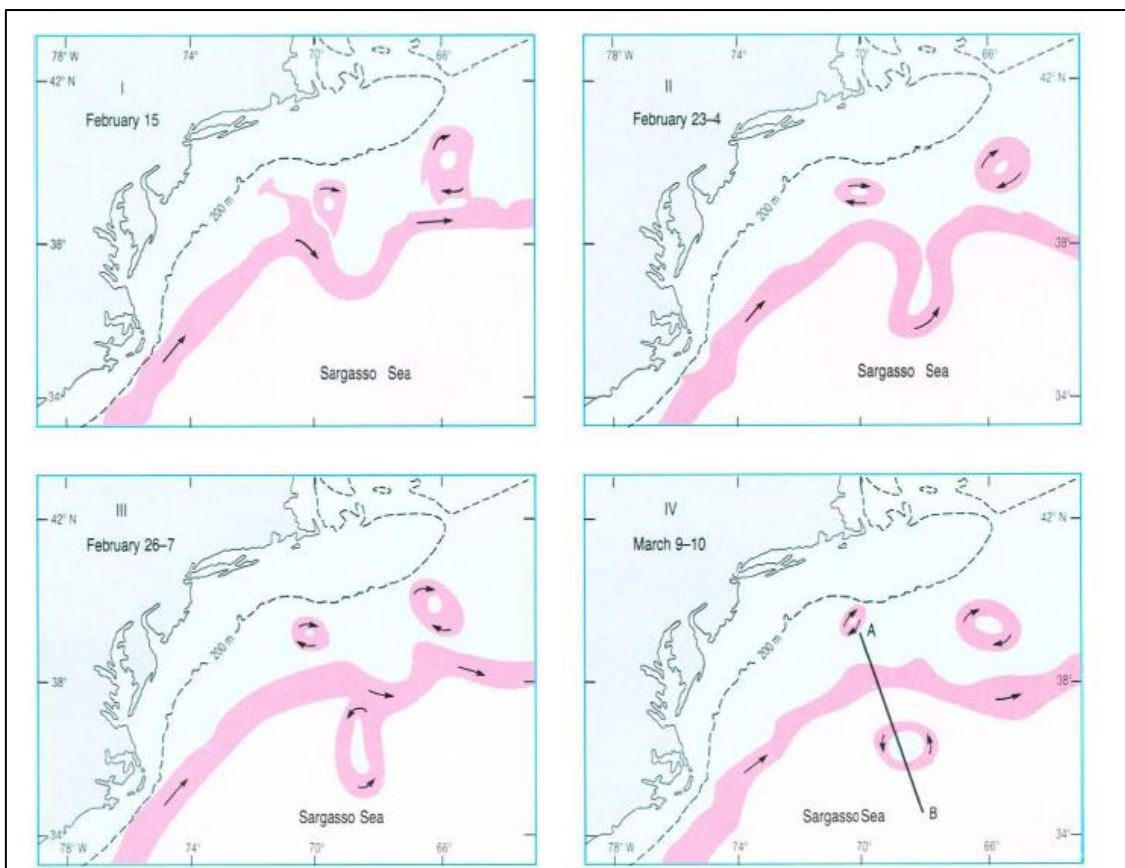 78° W
74°
70°
66°
42° N
I
February 15
200 m
38°
Sargasso Sea
34°
78° W
74°
70°
66°
42° N
II
February 23–4
200 m
38°
Sargasso Sea
34°
42° N
III
February 26–7
200 m
38°
Sargasso Sea
34°
78° W
74°
70°
66°
42° N
IV
March 9–10
A
200 m
38°
Sargasso Sea
B
34°
78° W
74°
70°
66°